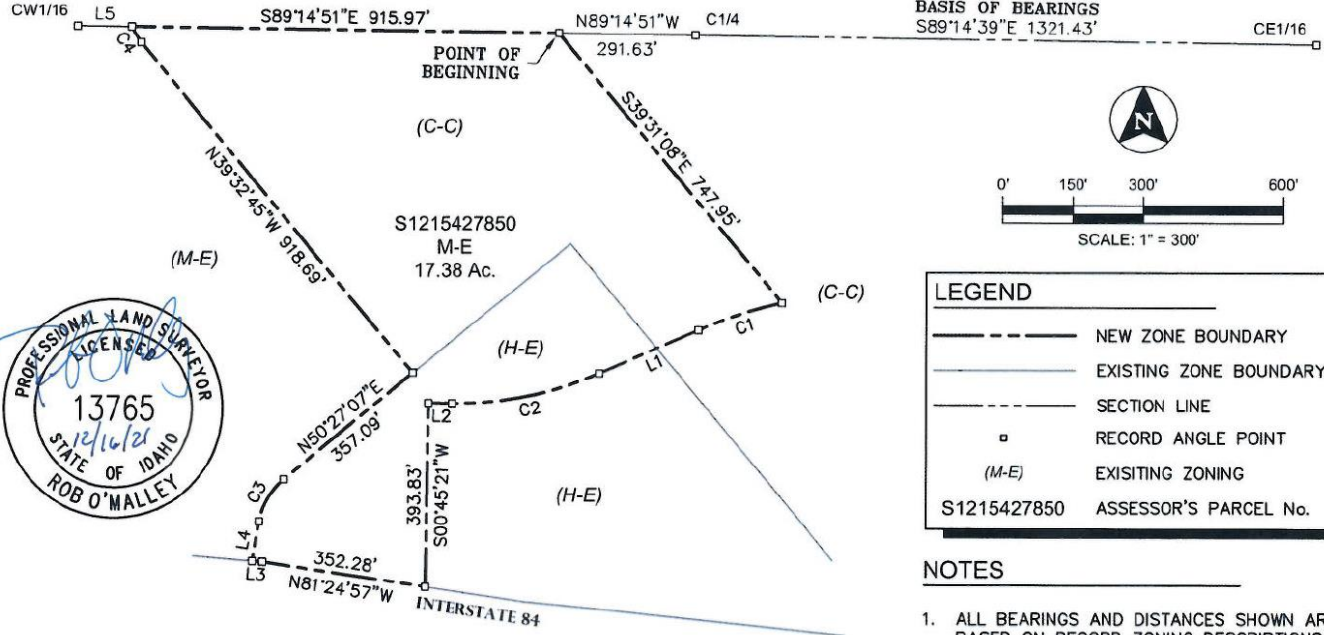 CW1/16
L5
S89°14'51"E 915.97'
N89°14'51"W
291.63'
C1/4
BASIS OF BEARINGS
S89°14'39"E 1321.43'
CE1/16
C4
POINT OF
BEGINNING
(C-C)
S39°31'08"E 747.95'
N39°32'45"W 918.69'
N
0' 150' 300' 600'
SCALE: 1" = 300'
S1215427850
M-E
17.38 Ac.
(M-E)
(C-C)
C1
(H-E)
L1
C2
L2
N50°27'07"E
357.09'
C3
L4
L3
393.83'
S00°45'21"W
(H-E)
352.28'
N81°24'57"W
INTERSTATE 84
PROFESSIONAL LAND SURVEYOR
LICENSED
13765
12/16/21
STATE OF IDAHO
ROB O'MALLEY
LEGEND
NEW ZONE BOUNDARY
EXISTING ZONE BOUNDARY
SECTION LINE
RECORD ANGLE POINT
(M-E) EXISITING ZONING
S1215427850 ASSESSOR'S PARCEL No.
NOTES
1. ALL BEARINGS AND DISTANCES SHOWN AR
BASED ON RECORD ZONING DESCRIPTIONS